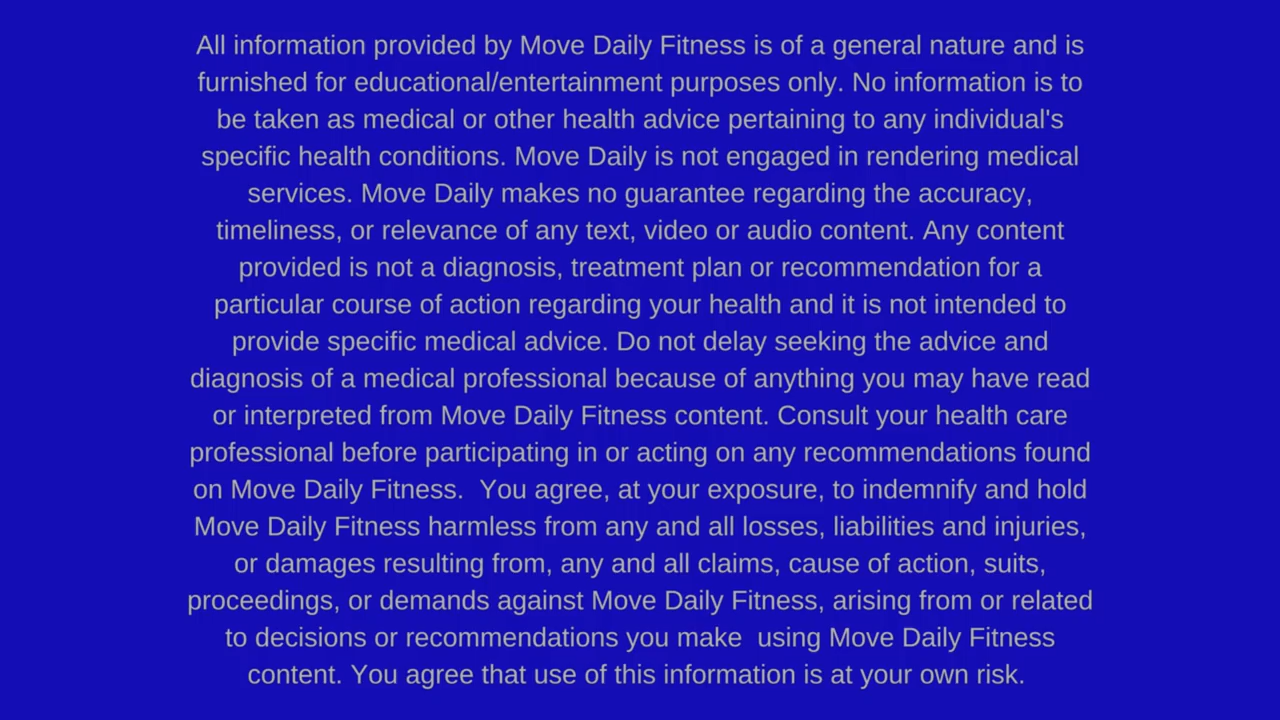 All information provided by Move Daily Fitness is of a general nature and is
furnished for educational/entertainment purposes only. No information is to
be taken as medical or other health advice pertaining to any individual's
specific health conditions. Move Daily is not engaged in rendering medical
services. Move Daily makes no guarantee regarding the accuracy,
timeliness, or relevance of any text, video or audio content. Any content
provided is not a diagnosis, treatment plan or recommendation for a
particular course of action regarding your health and it is not intended to
provide specific medical advice. Do not delay seeking the advice and
diagnosis of a medical professional because of anything you may have read
or interpreted from Move Daily Fitness content. Consult your health care
professional before participating in or acting on any recommendations found
on Move Daily Fitness.  You agree, at your exposure, to indemnify and hold
Move Daily Fitness harmless from any and all losses, liabilities and injuries,
or damages resulting from, any and all claims, cause of action, suits,
proceedings, or demands against Move Daily Fitness, arising from or related
to decisions or recommendations you make  using Move Daily Fitness
content. You agree that use of this information is at your own risk.